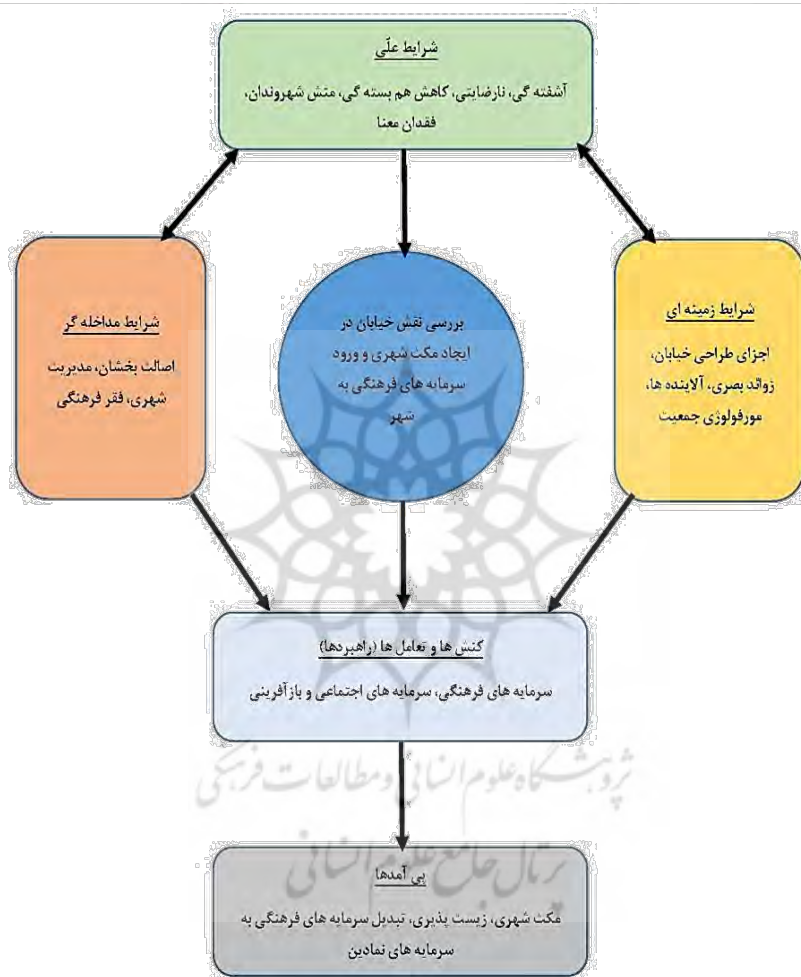 شرایط علّی
آشفته گی، نارضایتی، کاهش هم بسته گی، منش شهروندان،
فقدان معنا
شرایط زمینه ای
اجزای طراحی خیابان،
زوائد بصری، آلاینده ها،
مورفولوژی جمعیت
بررسی نقش خیابان در
ایجاد مکث شهری و ورود
سرمایه های فرهنگی به
شهر
شرایط مداخله گر
اصالت بخشان، مدیریت
شهری، فقر فرهنگی
کنش ها و تعامل ها (راهبردها)
سرمایه های فرهنگی، سرمایه های اجتماعی و بازآفرینی
پژوهشگاه علوم انسانی و مطالعات فرهنگی
پرتال جامع علوم انسانی
پی آمدها
مکث شهری، زیست پذیری، تبدیل سرمایه های فرهنگی به
سرمایه های نمادین